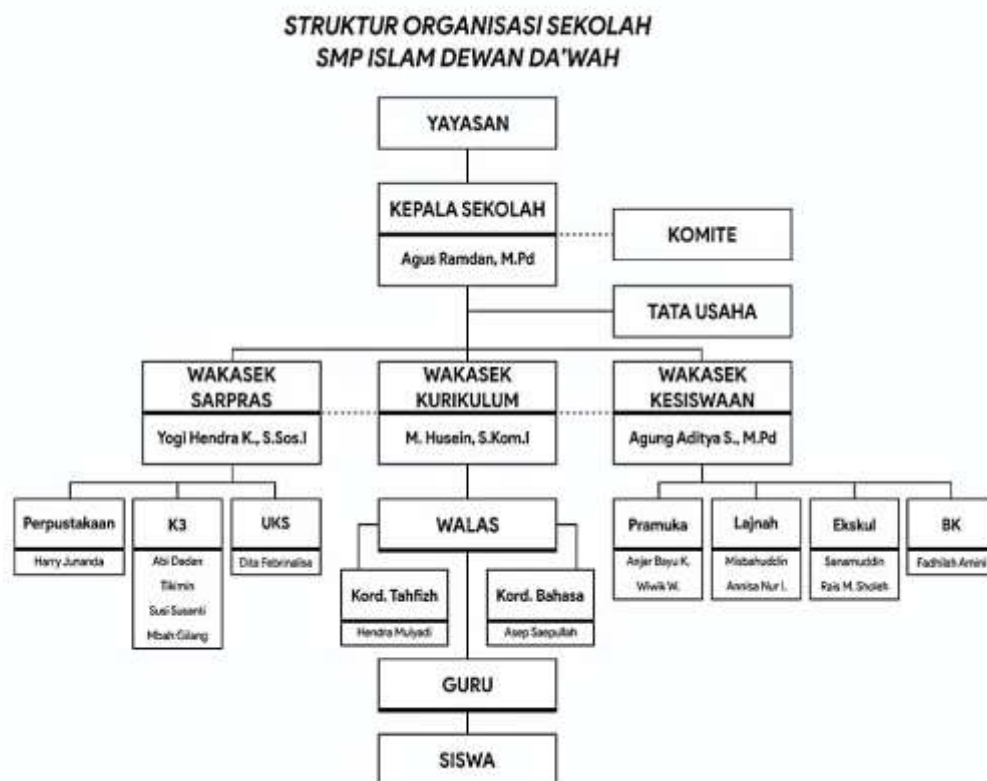 STRUKTUR ORGANISASI SEKOLAH
SMP ISLAM DEWAN DA'WAH
YAYASAN
KEPALA SEKOLAH
Agus Ramdan, M.Pd
KOMITE
TATA USAHA
WAKASEK
SARPRAS
Yogi Hendra K., S.Sos.I
WAKASEK
KURIKULUM
M. Husein, S.Kom.I
WAKASEK
KESISWAAN
Agung Aditya S., M.Pd
Perpustakaan
Harry Junanda
K3
Abi Dadan
Tikimin
Susi Susanti
Mbah Gilang
UKS
Dita Febrinalisa
WALAS
Kord. Tahfizh
Hendra Mulyadi
Kord. Bahasa
Asep Saepullah
Pramuka
Anjar Bayu K.
Wiwik W.
Lajnah
Misbahuddin
Annisa Nur I.
Ekskul
Sanamuddin
Rais M. Sholeh
BK
Fadhilah Amini
GURU
SISWA